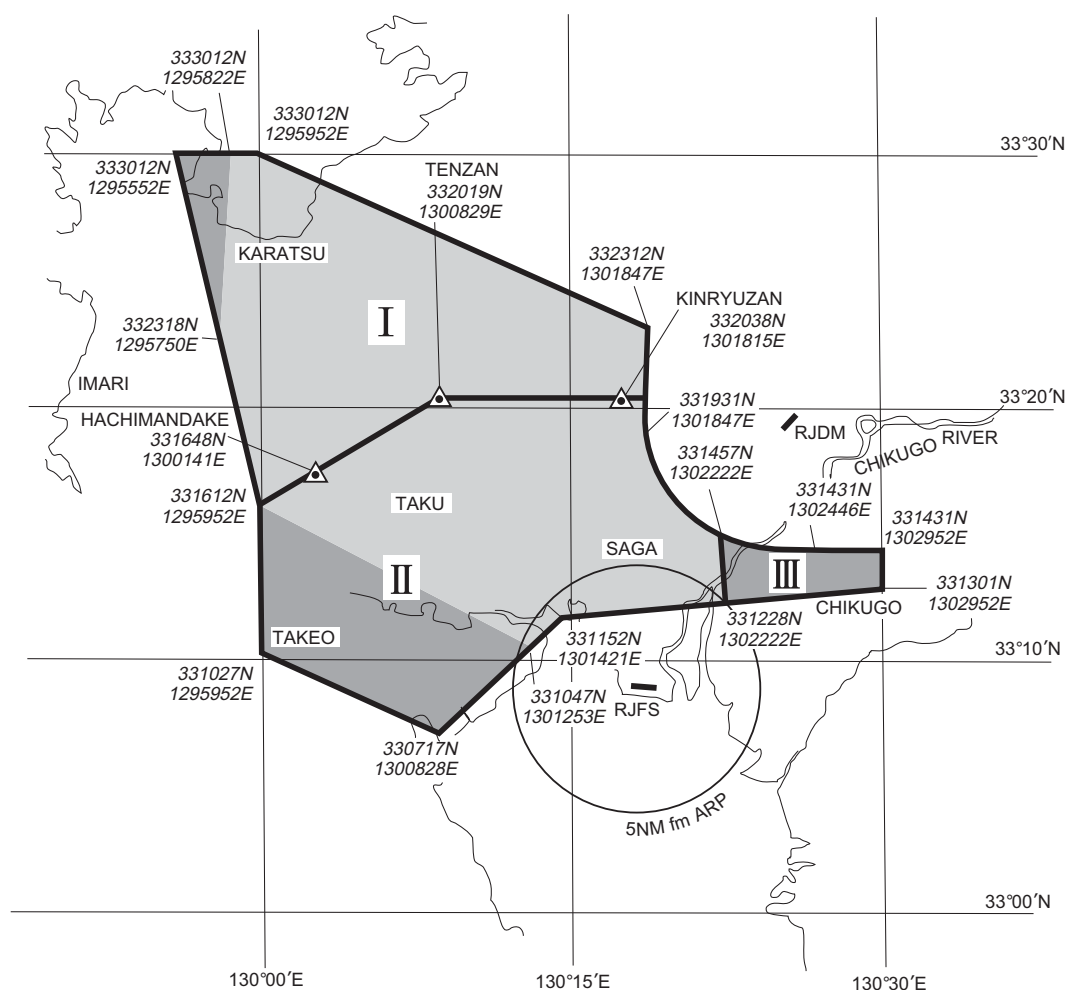 333012N
1295822E
333012N
1295952E
33°30′N
333012N
1295552E
TENZAN
332019N
1300829E
KARATSU
332312N
1301847E
KINRYUZAN
332038N
1301815E
I
332318N
1295750E
IMARI
HACHIMANDAKE
331648N
1300141E
331931N
1301847E
33°20′N
RJDM
CHIKUGO RIVER
331457N
1302222E
331612N
1295952E
TAKU
331431N
1302446E
331431N
1302952E
SAGA
II
III
331301N
1302952E
CHIKUGO
331228N
1302222E
TAKEO
331152N
1301421E
33°10′N
331027N
1295952E
331047N
1301253E
RJFS
330717N
1300828E
5NM fm ARP
33°00′N
130°00′E
130°15′E
130°30′E